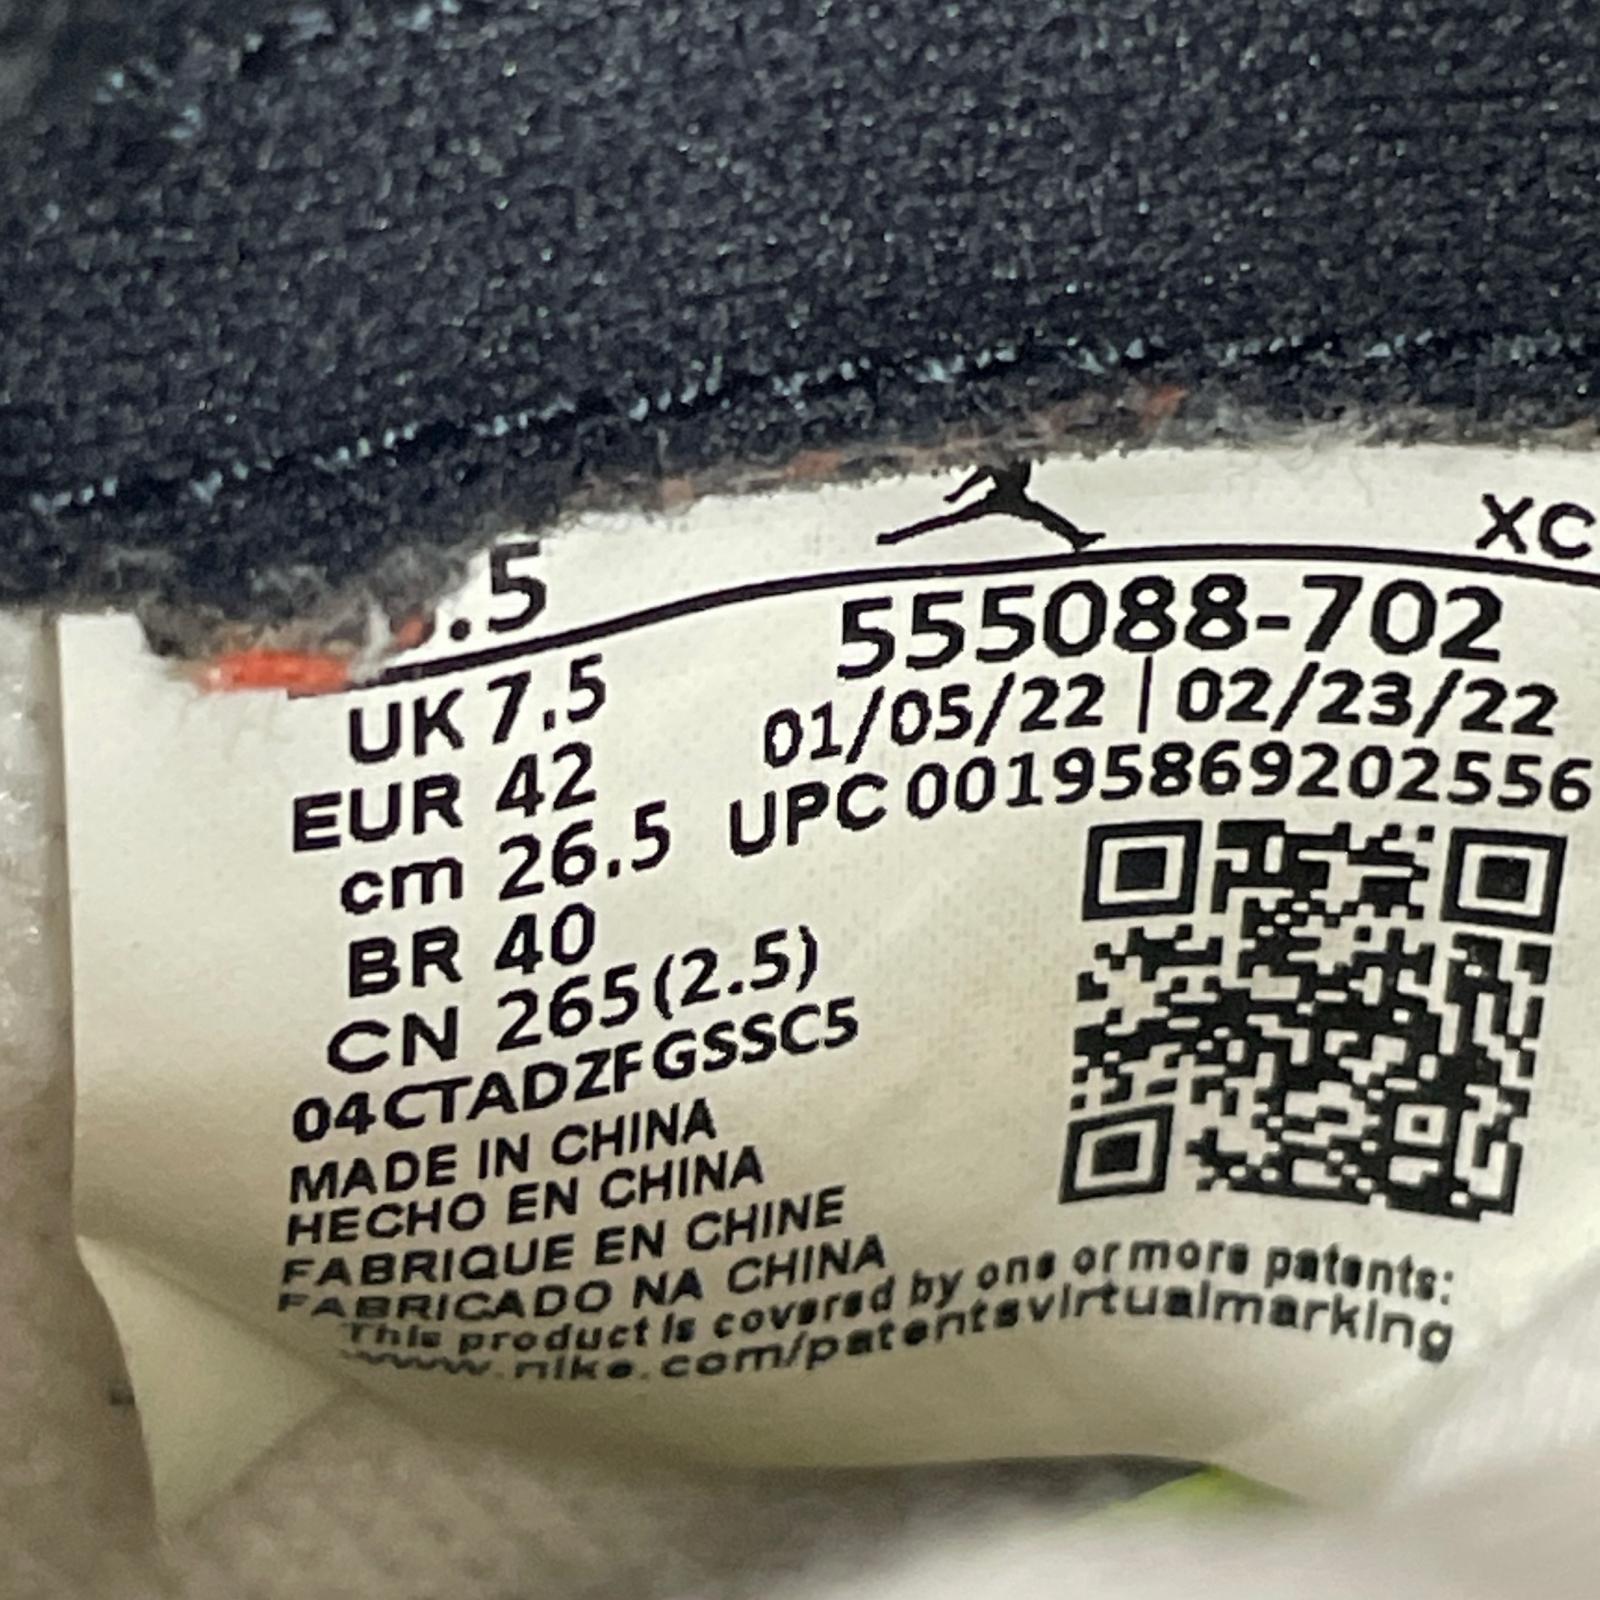 .5
XC
555088-702
UK 7.5
01/05/22 | 02/23/22
EUR 42
UPC 00195869202556
cm 26.5
BR 40
CN 265(2.5)
04CTADZFGSSC5
MADE IN CHINA
HECHO EN CHINA
FABRIQUE EN CHINE
FABRICADO NA CHINA
This product is covered by one or more patents:
www.nike.com/patentsvirtualmarking